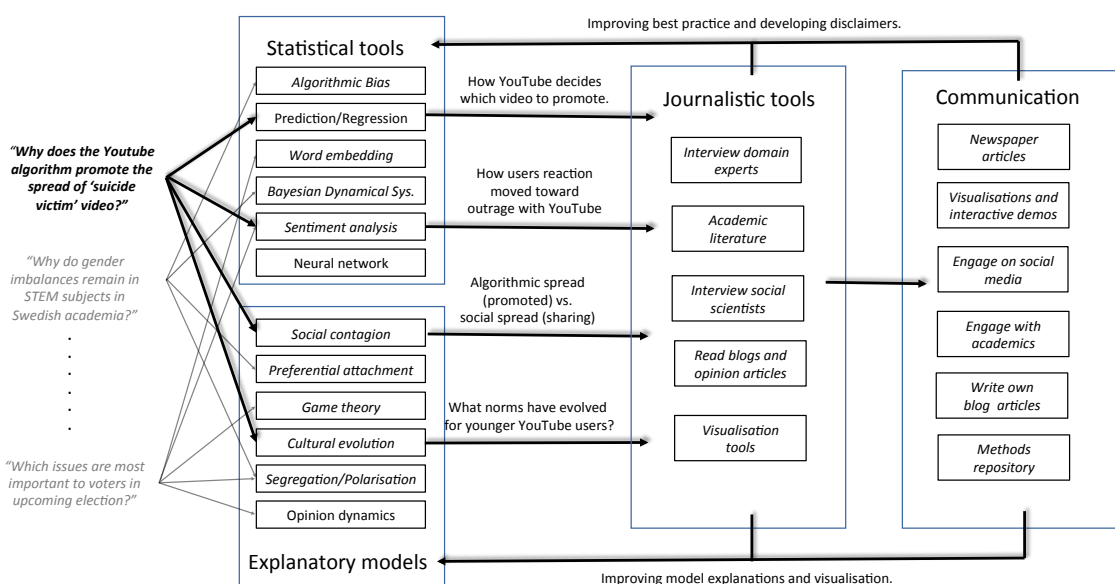 Improving best practice and developing disclaimers.
Statistical tools
Algorithmic Bias
Prediction/Regression
Word embedding
Bayesian Dynamical Sys.
Sentiment analysis
Neural network
“Why does the Youtube
algorithm promote the
spread of ‘suicide
victim’ video?”
“Why do gender
imbalances remain in
STEM subjects in
Swedish academia?”
.
.
.
.
.
.
“Which issues are most
important to voters in
upcoming election?”
Social contagion
Preferential attachment
Game theory
Cultural evolution
Segregation/Polarisation
Opinion dynamics
Explanatory models
How YouTube decides
which video to promote.
How users reaction
moved toward
outrage with YouTube
Algorithmic spread
(promoted) vs.
social spread (sharing)
What norms have evolved
for younger YouTube users?
Journalistic tools
Interview domain
experts
Academic
literature
Interview social
scientists
Read blogs and
opinion articles
Visualisation
tools
Communication
Newspaper
articles
Visualisations and
interactive demos
Engage on social
media
Engage with
academics
Write own
blog articles
Methods
repository
Improving model explanations and visualisation.